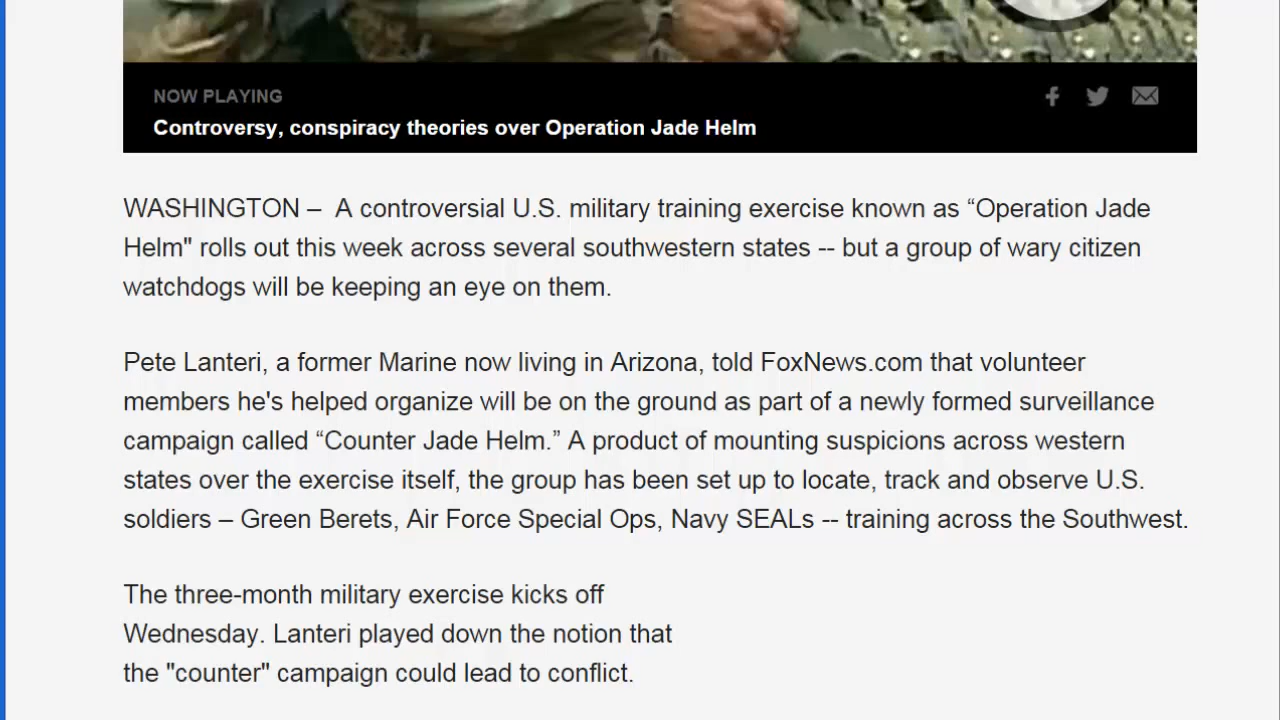 NOW PLAYING
Controversy, conspiracy theories over Operation Jade Helm
WASHINGTON –  A controversial U.S. military training exercise known as “Operation Jade
Helm" rolls out this week across several southwestern states -- but a group of wary citizen
watchdogs will be keeping an eye on them.
Pete Lanteri, a former Marine now living in Arizona, told FoxNews.com that volunteer
members he's helped organize will be on the ground as part of a newly formed surveillance
campaign called “Counter Jade Helm.” A product of mounting suspicions across western
states over the exercise itself, the group has been set up to locate, track and observe U.S.
soldiers – Green Berets, Air Force Special Ops, Navy SEALs -- training across the Southwest.
The three-month military exercise kicks off
Wednesday. Lanteri played down the notion that
the "counter" campaign could lead to conflict.